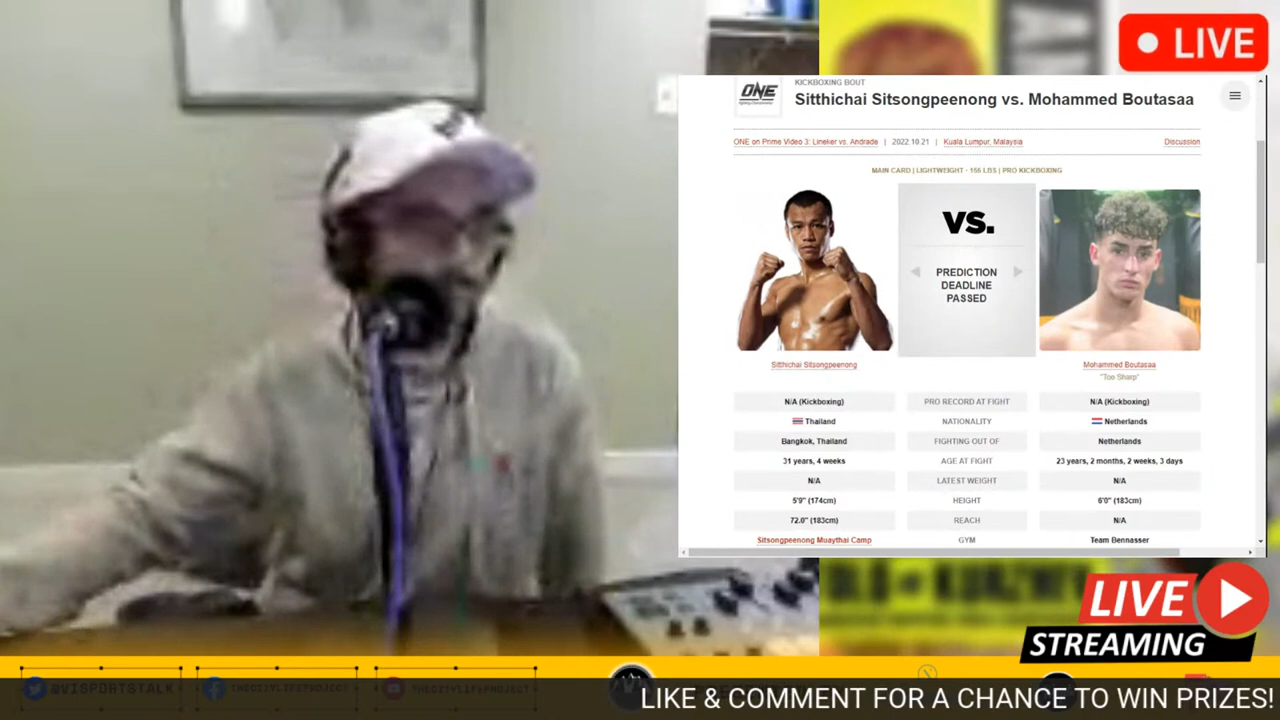 LIVE
KICKBOXING BOUT
ONE
Sitthichai Sitsongpeenong vs. Mohammed Boutasaa
ONE on Prime Video 3: Lineker vs. Andrade | 2022.10.21 | Kuala Lumpur, Malaysia
Discussion
MAIN CARD | LIGHTWEIGHT - 155 LBS | PRO KICKBOXING
VS.
PREDICTION
DEADLINE
PASSED
Sitthichai Sitsongpeenong
Mohammed Boutasaa
"Too Sharp"
N/A (Kickboxing) PRO RECORD AT FIGHT N/A (Kickboxing)
Thailand NATIONALITY Netherlands
Bangkok, Thailand FIGHTING OUT OF Netherlands
31 years, 4 weeks AGE AT FIGHT 23 years, 2 months, 2 weeks, 3 days
N/A LATEST WEIGHT N/A
5'9" (174cm) HEIGHT 6'0" (183cm)
72.0" (183cm) REACH N/A
Sitsongpeenong Muaythai Camp GYM Team Bennasser
LIVE
STREAMING
@VISPORTSTALK THECITYLIFEPROJECT THECITYLIFEPROJECT
LIKE & COMMENT FOR A CHANCE TO WIN PRIZES!